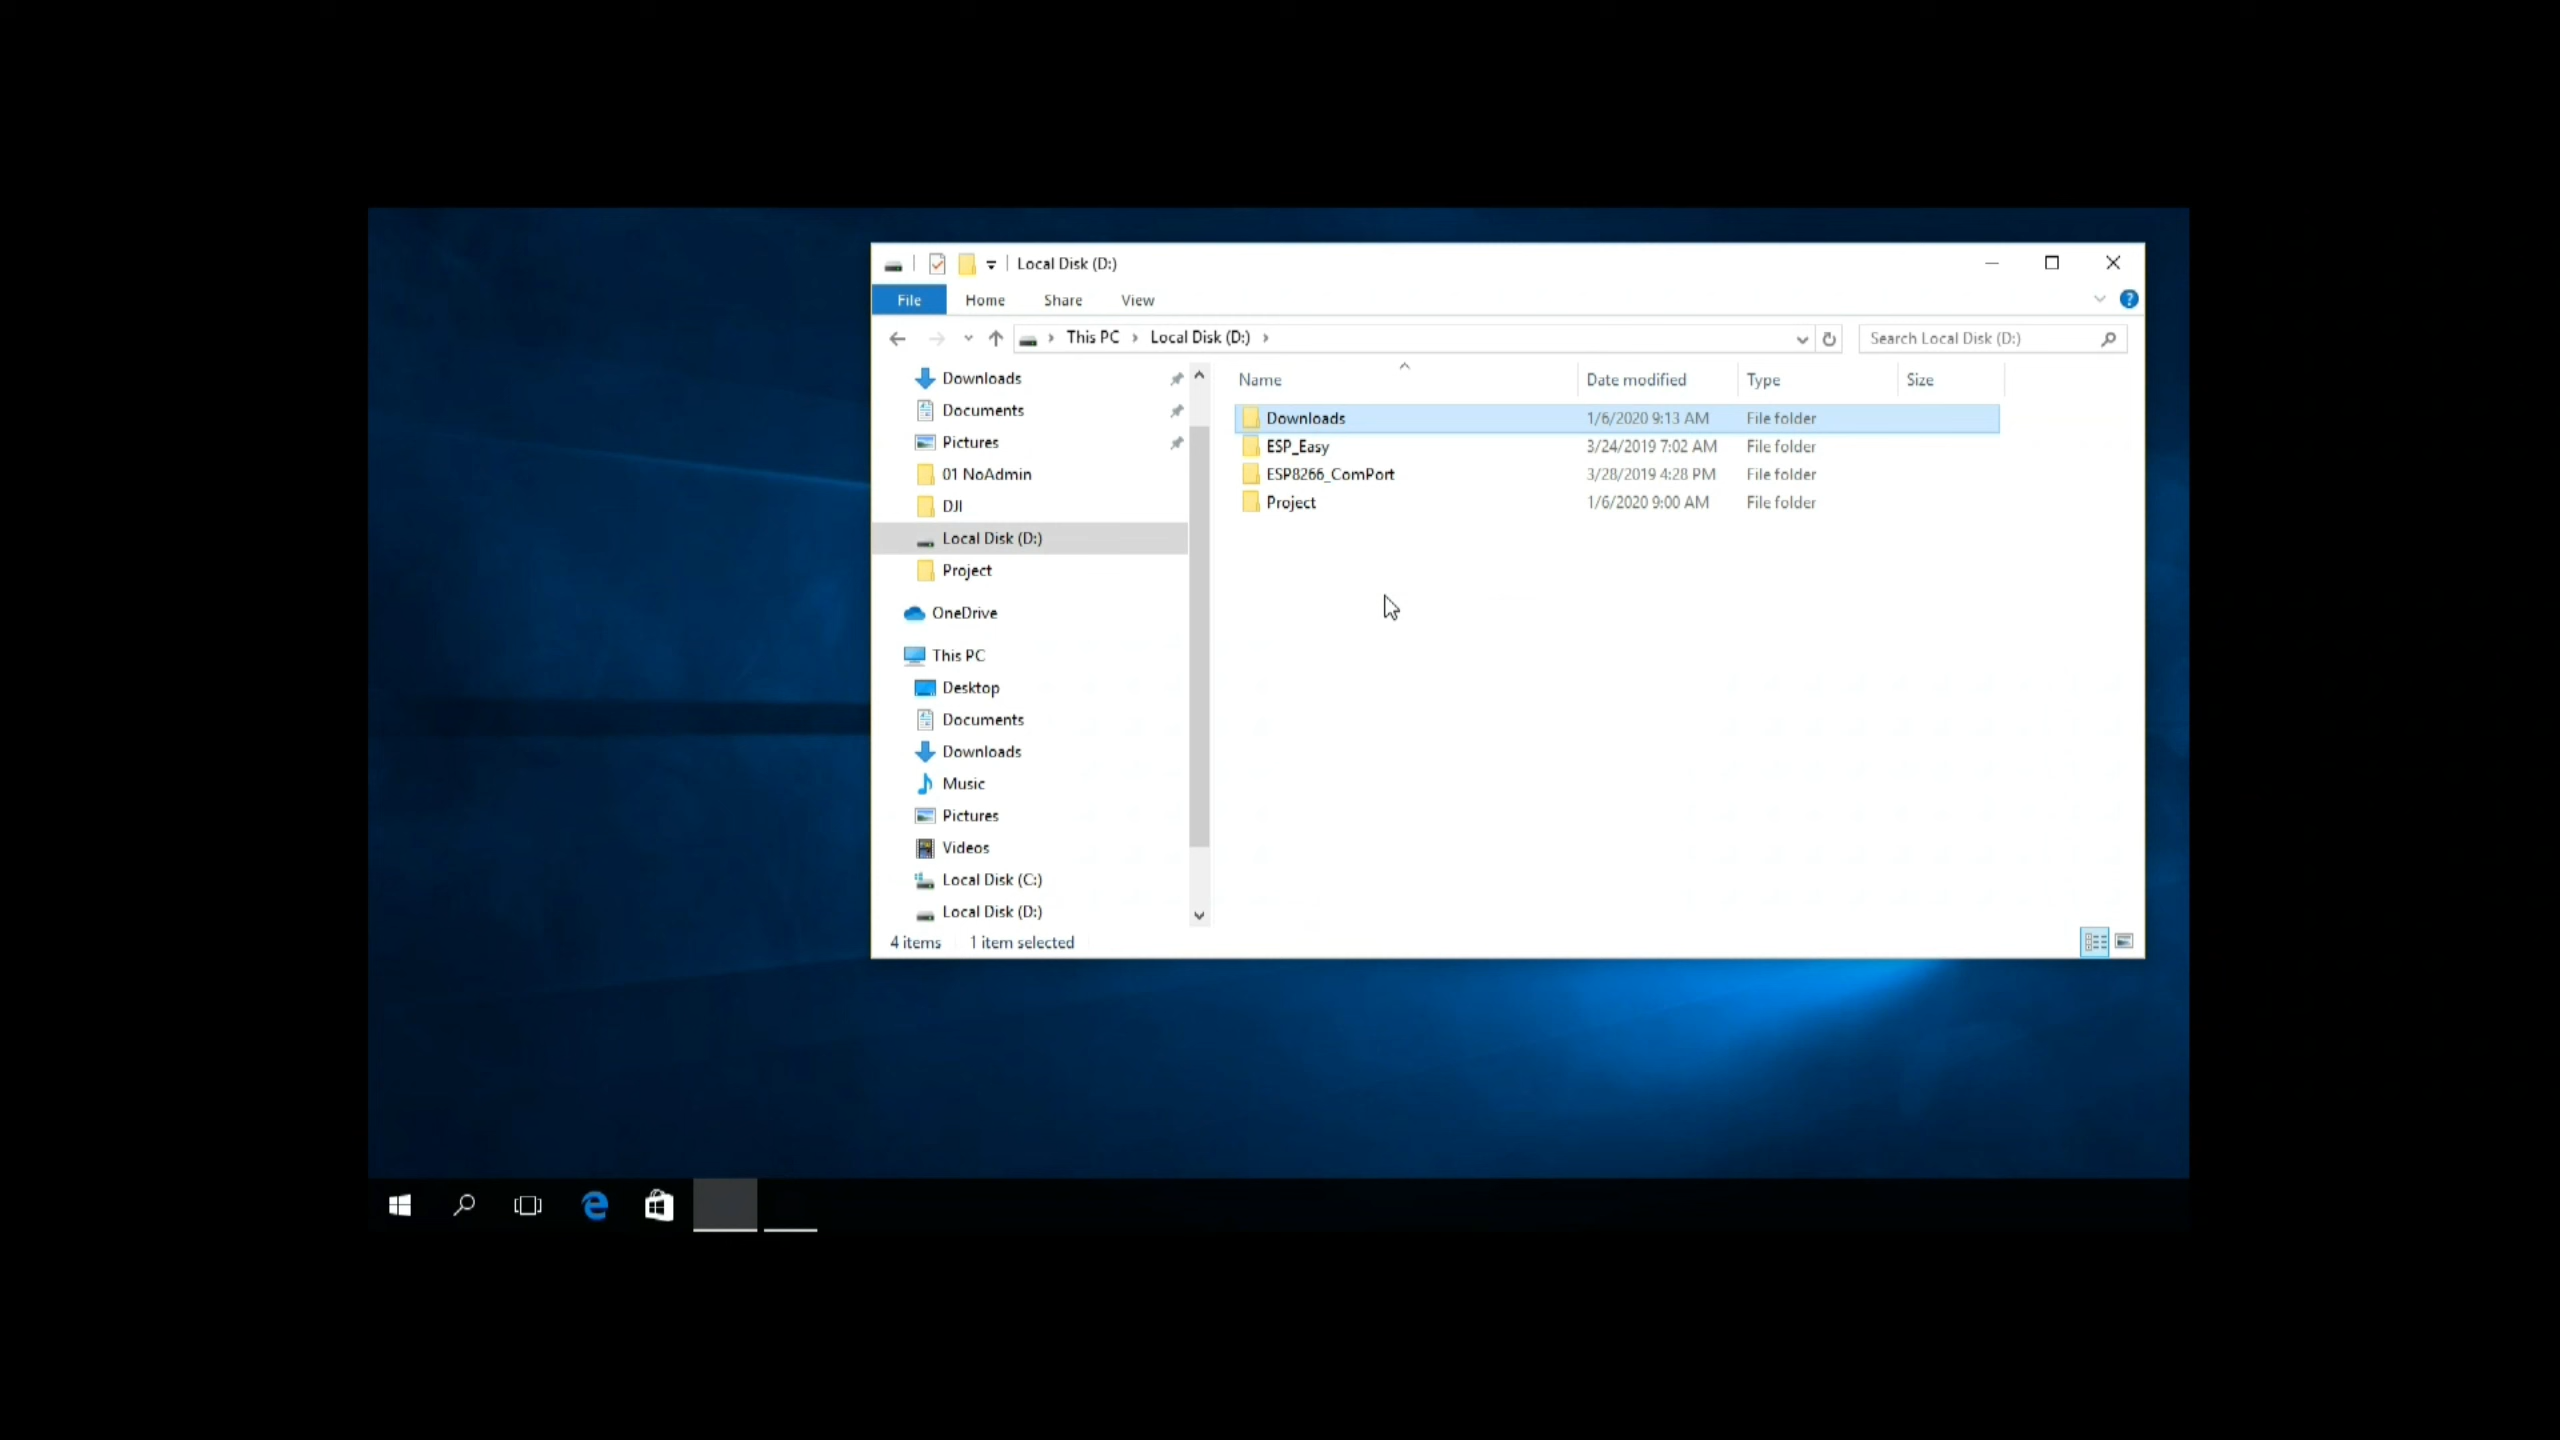 Local Disk (D:)
File Home Share View
This PC Local Disk (D:) Search Local Disk (D:)
Downloads
Documents
Pictures
01 NoAdmin
DJI
Local Disk (D:)
Project
OneDrive
This PC
Desktop
Documents
Downloads
Music
Pictures
Videos
Local Disk (C:)
Local Disk (D:)
Name Date modified Type Size
Downloads 1/6/2020 9:13 AM File folder
ESP_Easy 3/24/2019 7:02 AM File folder
ESP8266_ComPort 3/28/2019 4:28 PM File folder
Project 1/6/2020 9:00 AM File folder
4 items 1 item selected